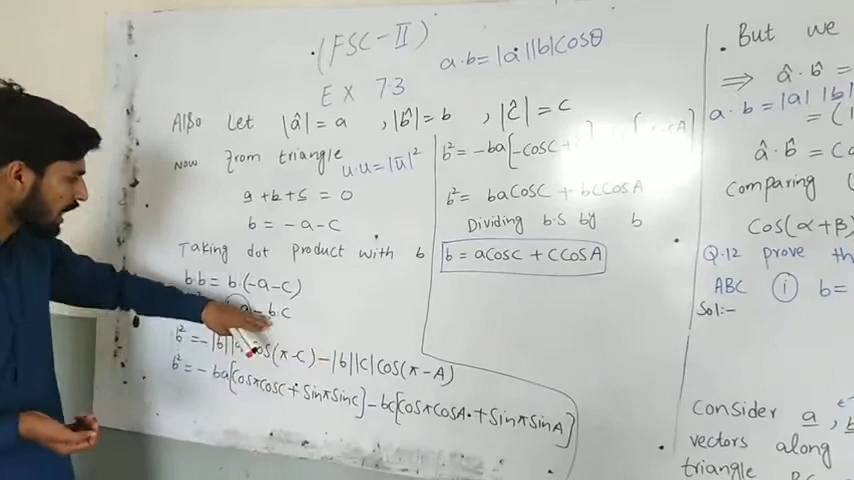 (FSC-II)
a·b = |a||b|cosθ
EX 7.3
Also Let |â| = a , |b̂| = b , |ĉ| = c
Now from triangle
u·u = |u̅|²
a + b + c = 0
b = -a-c
Taking dot product with b
b·b = b·(-a-c)
a - b·c
b² = -|b||a|cos(π-C) - |b||c|cos(π-A)
b² = -ba[cosπcosC + sinπsinC] - bc[cosπcosA + sinπsinA]
b² = -ba[-cosC +
b² = bacosC + bccosA
Dividing b·s by b
b = acosC + ccosA
But we
⇒ â·b̂ =
a·b = |a| |b|
= (1
â·b̂ = Co
Comparing
Cos(α+β)
Q.12 prove th
ABC (i) b=
Sol:-
Consider a, b
vectors along
triangle